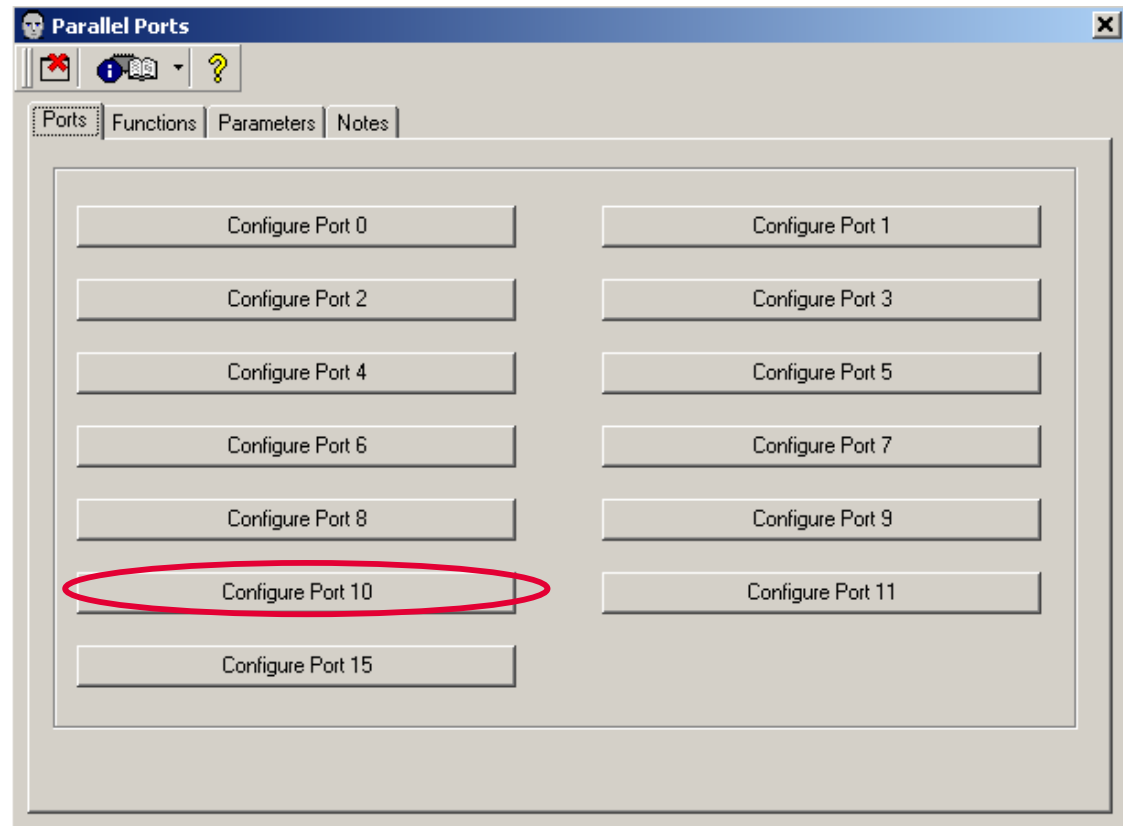 Parallel Ports
Ports Functions Parameters Notes
Configure Port 0 Configure Port 1
Configure Port 2 Configure Port 3
Configure Port 4 Configure Port 5
Configure Port 6 Configure Port 7
Configure Port 8 Configure Port 9
Configure Port 10 Configure Port 11
Configure Port 15